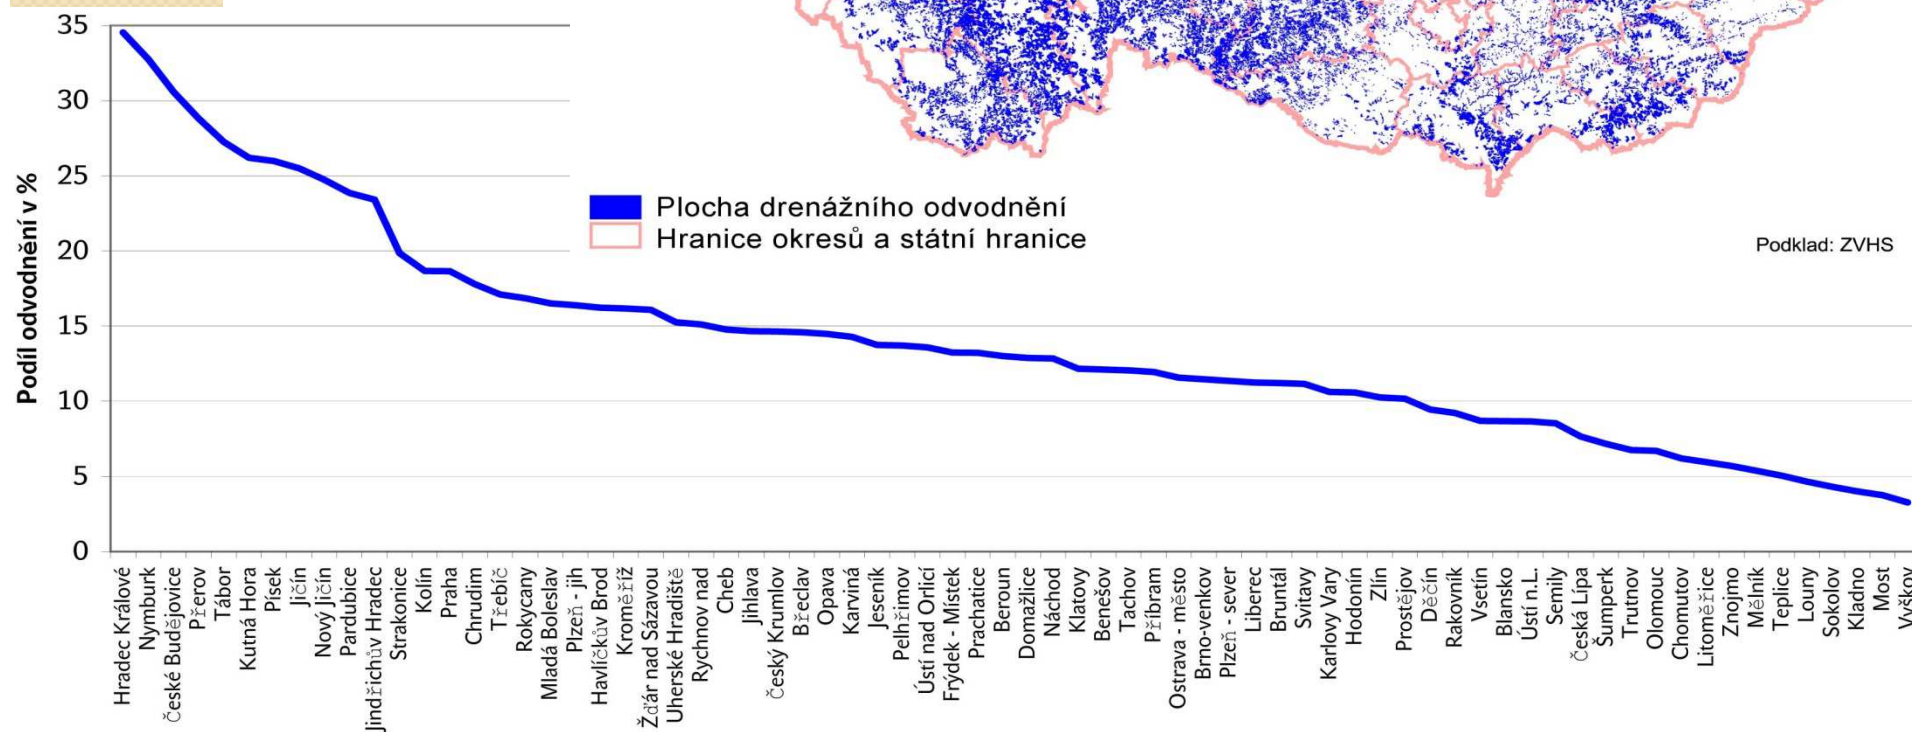 Podíl odvodnění v %
35
30
25
20
15
10
5
0
Plocha drenážního odvodnění
Hranice okresů a státní hranice
Podklad: ZVHS
Hradec Králové
Nymburk
České Budějovice
Přerov
Tábor
Kutná Hora
Písek
Jičín
Nový Jičín
Pardubice
Jindřichův Hradec
Strakonice
Kolín
Praha
Chrudim
Třebíč
Rokycany
Mladá Boleslav
Plzeň - jih
Havlíčkův Brod
Kroměříž
Žďár nad Sázavou
Uherské Hradiště
Rychnov nad
Cheb
Jihlava
Český Krumlov
Břeclav
Opava
Karviná
Jeseník
Pelhřimov
Ústí nad Orlicí
Frýdek - Místek
Prachatice
Beroun
Domažlice
Náchod
Klatovy
Benešov
Tachov
Příbram
Ostrava - město
Brno-venkov
Plzeň - sever
Liberec
Bruntál
Svitavy
Karlovy Vary
Hodonín
Zlín
Prostějov
Děčín
Rakovník
Vsetín
Blansko
Ústí n.L.
Semily
Česká Lípa
Šumperk
Trutnov
Olomouc
Chomutov
Litoměřice
Znojmo
Mělník
Teplice
Louny
Sokolov
Kladno
Most
Vyškov